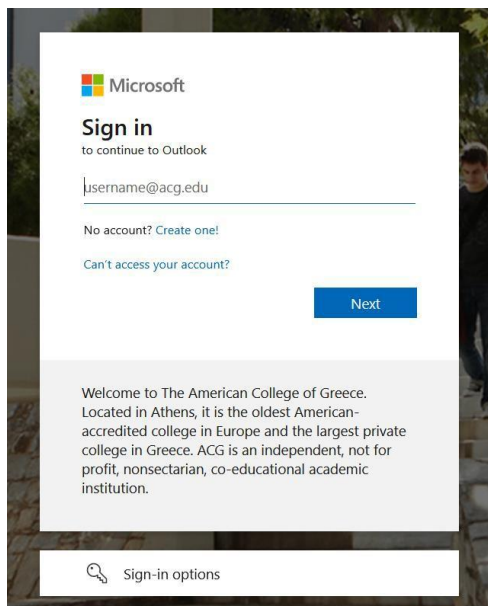 Microsoft
Sign in
to continue to Outlook
username@acg.edu
No account? Create one!
Can't access your account?
Next
Welcome to The American College of Greece.
Located in Athens, it is the oldest American-
accredited college in Europe and the largest private
college in Greece. ACG is an independent, not for
profit, nonsectarian, co-educational academic
institution.
Sign-in options